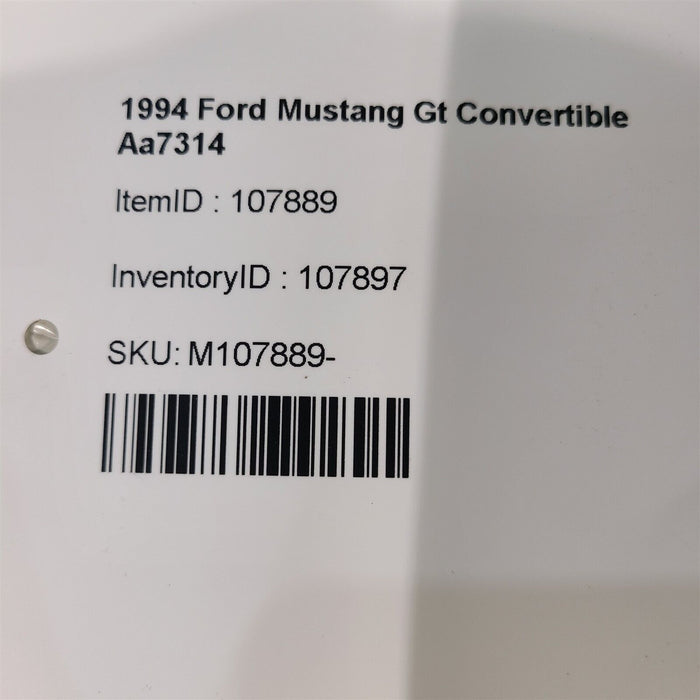 1994 Ford Mustang Gt Convertible
Aa7314
ItemID : 107889
InventoryID : 107897
SKU: M107889-